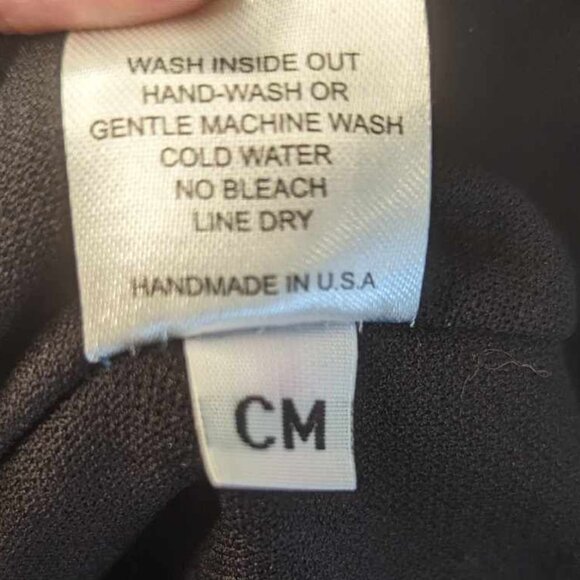 WASH INSIDE OUT
HAND-WASH OR
GENTLE MACHINE WASH
COLD WATER
NO BLEACH
LINE DRY
HANDMADE IN U.S.A
CM